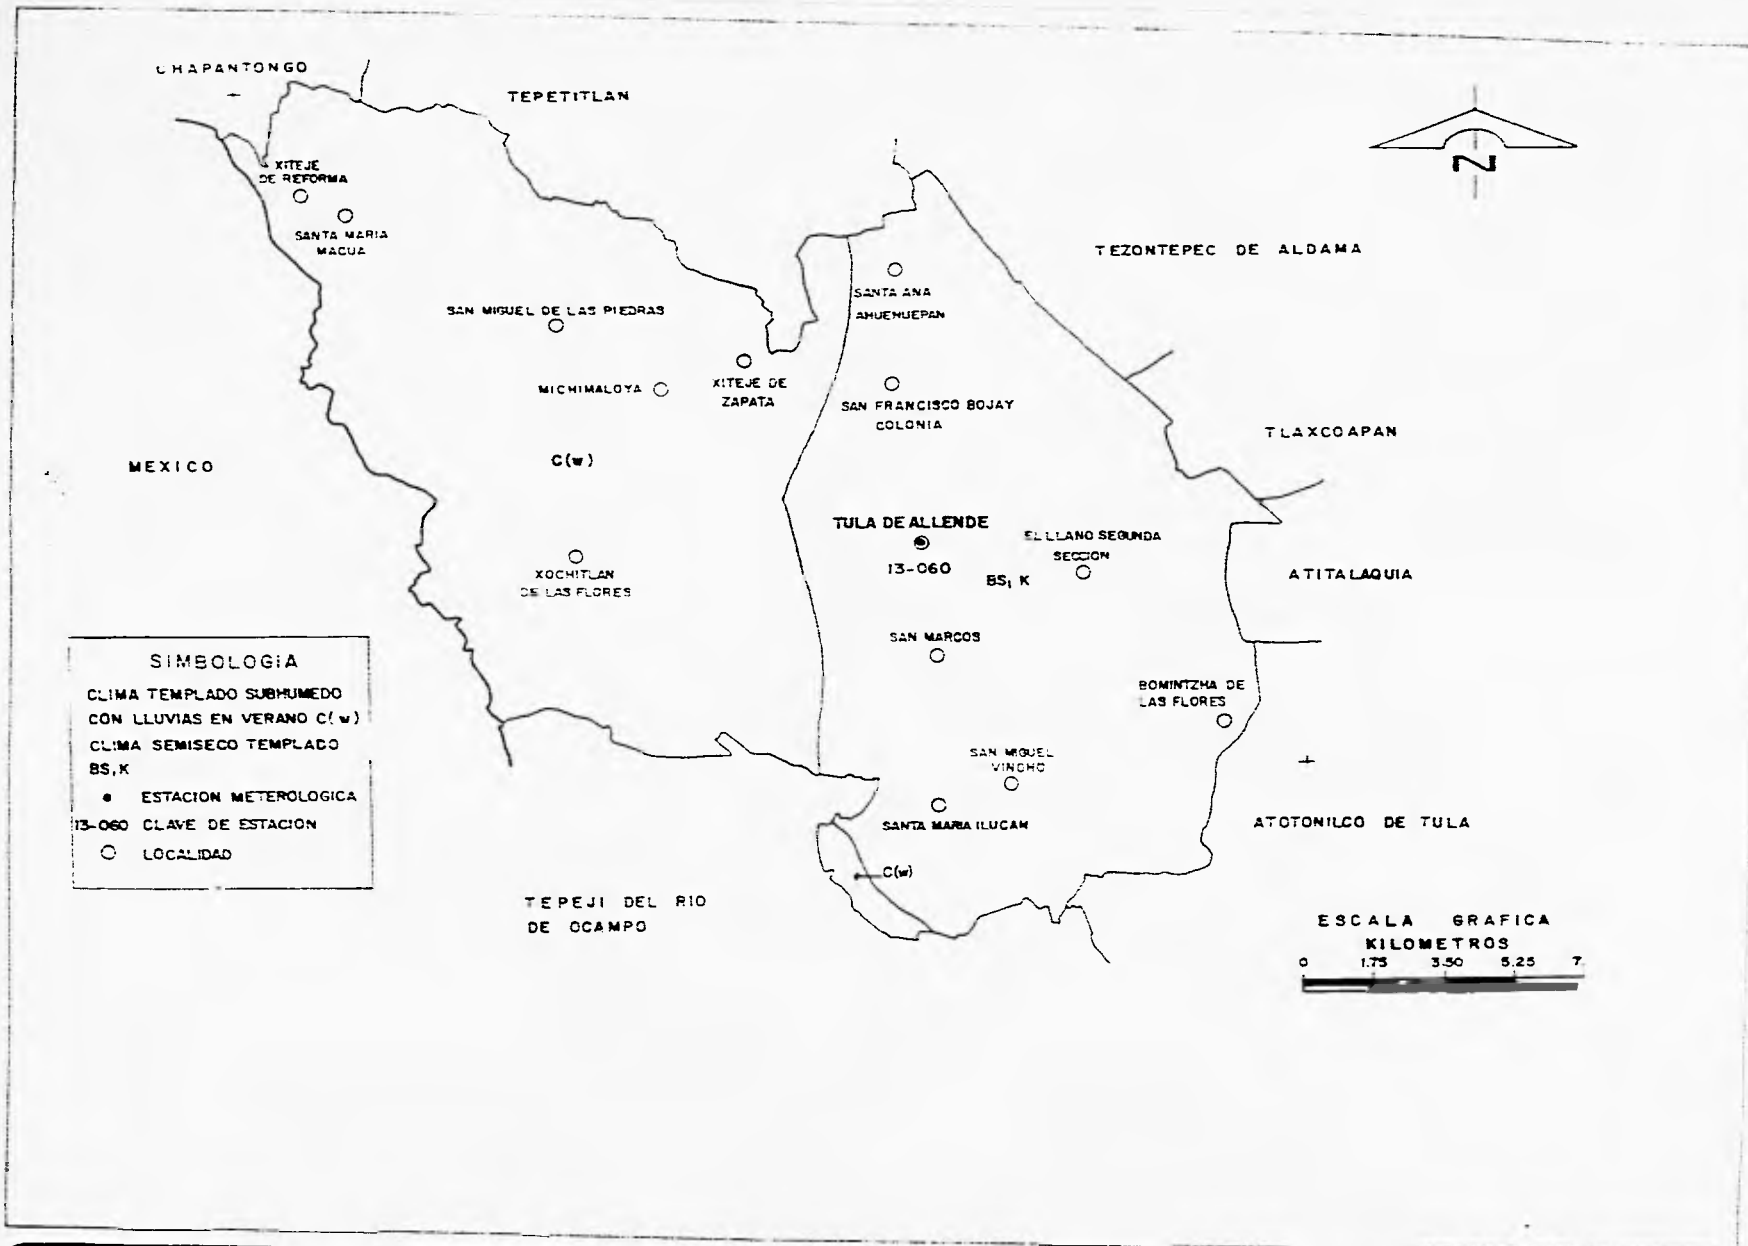 CHAPANTONGO
TEPETITLAN
N
XITEJE
DE REFORMA
SANTA MARIA
MACUA
TEZONTEPEC DE ALDAMA
SANTA ANA
AHUEHUEPAN
SAN MIGUEL DE LAS PIEDRAS
MICHIMALOYA
XITEJE DE
ZAPATA
SAN FRANCISCO BOJAY
COLONIA
TLAXCOAPAN
MEXICO
C(w)
TULA DE ALLENDE
13-060
EL LLANO SEGUNDA
SECCION
BS₁ K
ATITALAQUIA
XOCHITLAN
DE LAS FLORES
SAN MARCOS
BOMINTZHA DE
LAS FLORES
SAN MIGUEL
VINDHO
SANTA MARIA ILUCAN
C(w)
ATOTONILCO DE TULA
TEPEJI DEL RIO
DE OCAMPO
SIMBOLOGIA
CLIMA TEMPLADO SUBHUMEDO
CON LLUVIAS EN VERANO C(w)
CLIMA SEMISECO TEMPLADO
BS₁K
ESTACION METEROLOGICA
13-060 CLAVE DE ESTACION
LOCALIDAD
ESCALA GRAFICA
KILOMETROS
0 1.75 3.50 5.25 7.